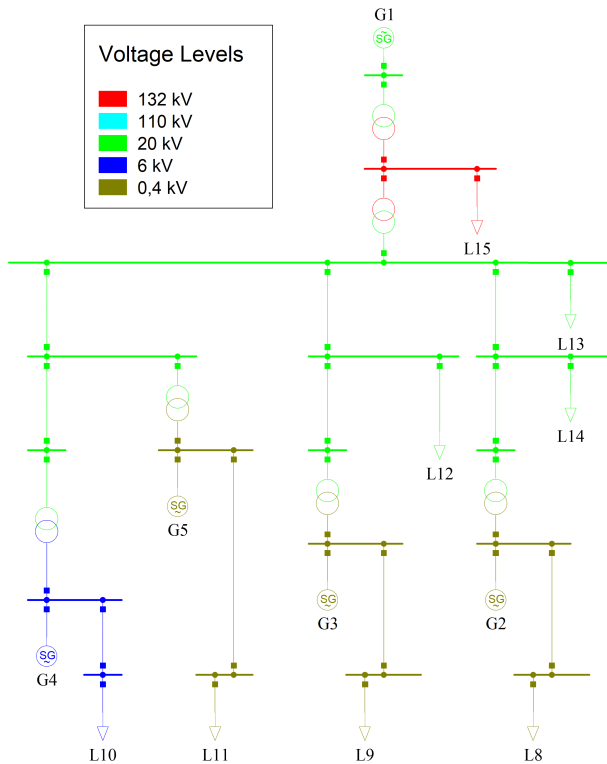 G1
SG
Voltage Levels
132 kV
110 kV
20 kV
6 kV
0,4 kV
L15
L13
L14
L12
SG
G5
SG
G3
SG
G2
SG
G4
L10
L11
L9
L8